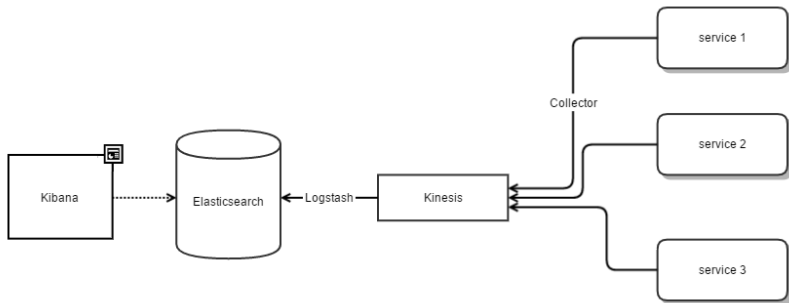 service 1
Collector
service 2
Kibana
Elasticsearch
Logstash
Kinesis
service 3